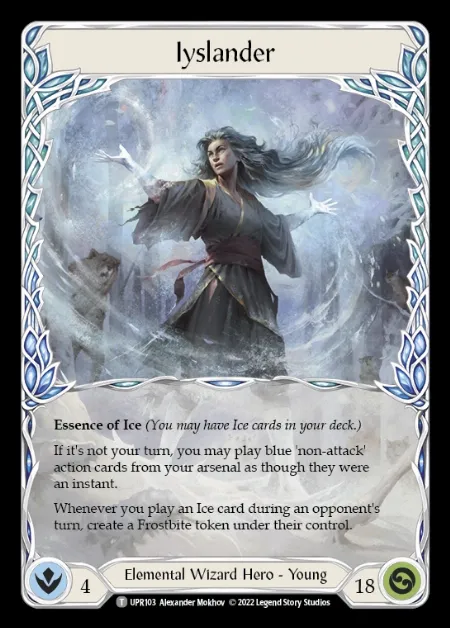 Iyslander
Essence of Ice (You may have Ice cards in your deck.)
If it's not your turn, you may play blue 'non-attack'
action cards from your arsenal as though they were
an instant.
Whenever you play an Ice card during an opponent's
turn, create a Frostbite token under their control.
4
Elemental Wizard Hero - Young
18
T UPR103 Alexander Mokhov © 2022 Legend Story Studios